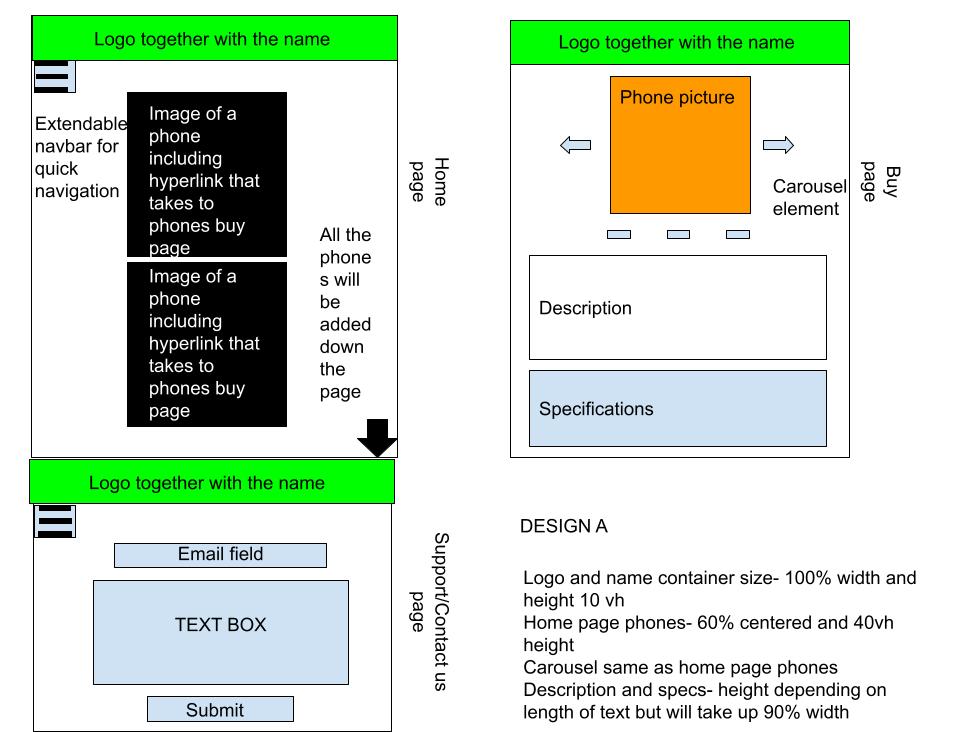 Logo together with the name
Extendable
navbar for
quick
navigation
Image of a
phone
including
hyperlink that
takes to
phones buy
page
Image of a
phone
including
hyperlink that
takes to
phones buy
page
All the
phone
s will
be
added
down
the
page
Home
page
Logo together with the name
Phone picture
Carousel
element
Description
Specifications
Buy
page
Logo together with the name
Email field
TEXT BOX
Submit
Support/Contact us
page
DESIGN A
Logo and name container size- 100% width and
height 10 vh
Home page phones- 60% centered and 40vh
height
Carousel same as home page phones
Description and specs- height depending on
length of text but will take up 90% width